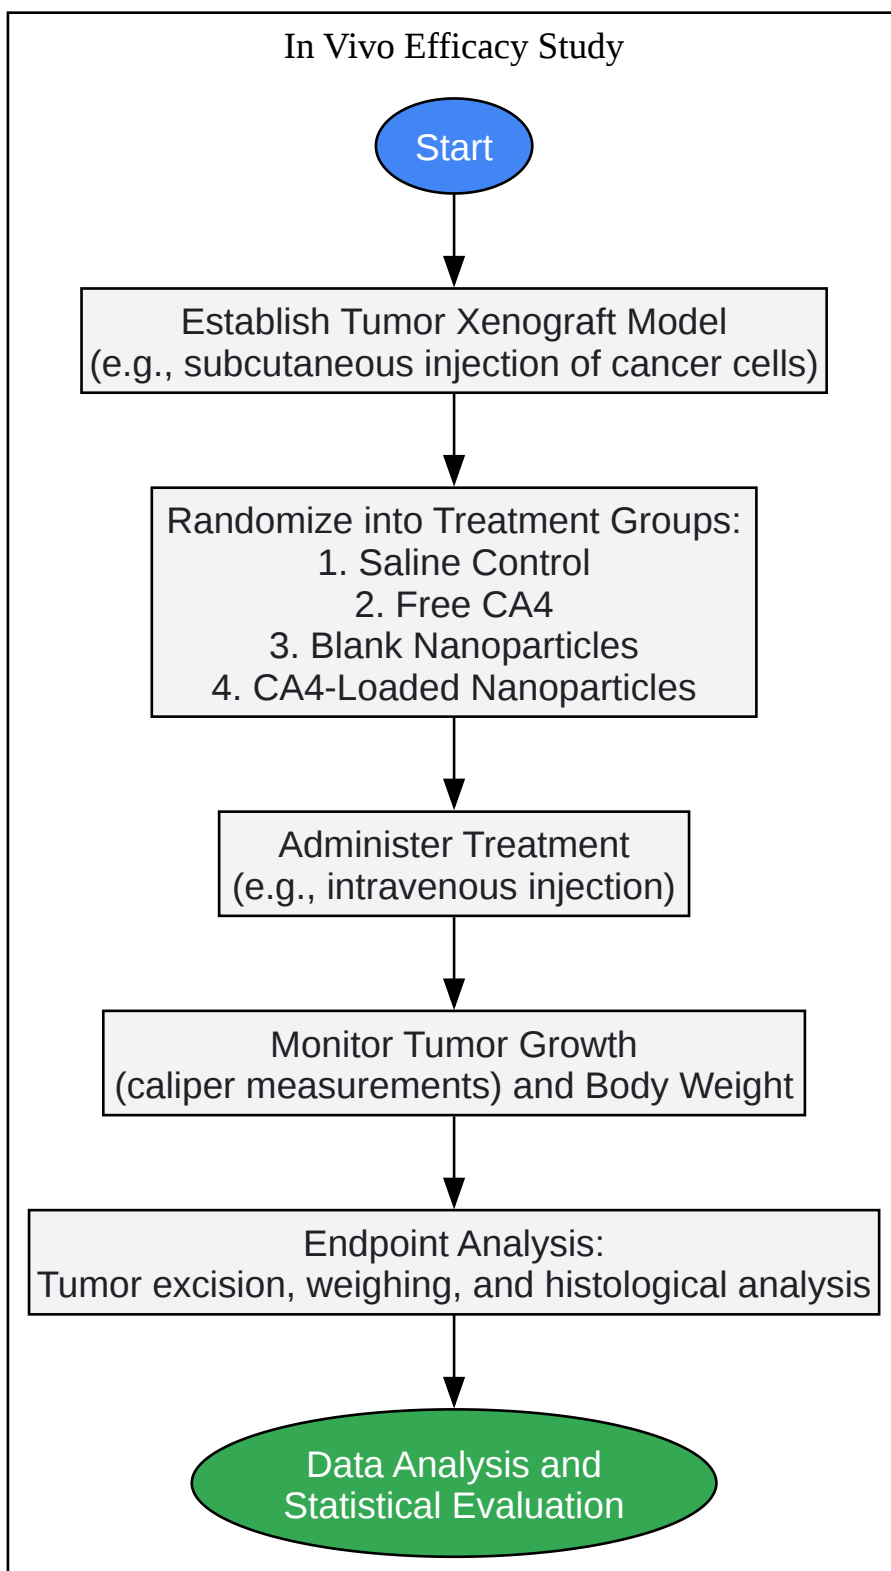 In Vivo Efficacy Study
Start
Establish Tumor Xenograft Model
(e.g., subcutaneous injection of cancer cells)
Randomize into Treatment Groups:
1. Saline Control
2. Free CA4
3. Blank Nanoparticles
4. CA4-Loaded Nanoparticles
Administer Treatment
(e.g., intravenous injection)
Monitor Tumor Growth
(caliper measurements) and Body Weight
Endpoint Analysis:
Tumor excision, weighing, and histological analysis
Data Analysis and
Statistical Evaluation